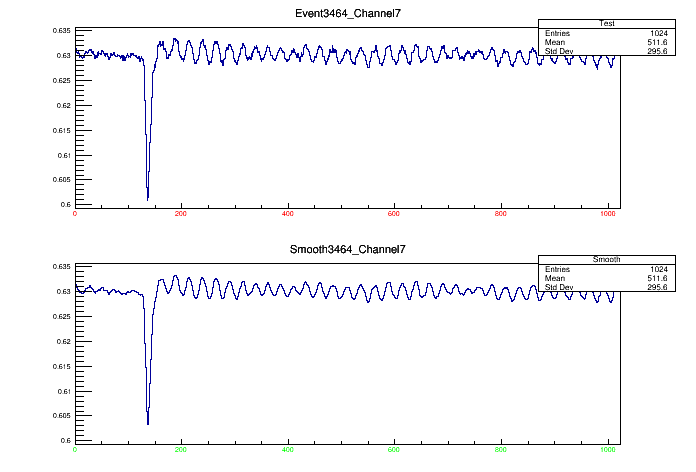 Event3464_Channel7
Test
Entries 1024
Mean 511.6
Std Dev 295.6
0.635
0.63
0.625
0.62
0.615
0.61
0.605
0.6
0 200 400 600 800 1000
Smooth3464_Channel7
Smooth
Entries 1024
Mean 511.6
Std Dev 295.6
0.635
0.63
0.625
0.62
0.615
0.61
0.605
0.6
0 200 400 600 800 1000